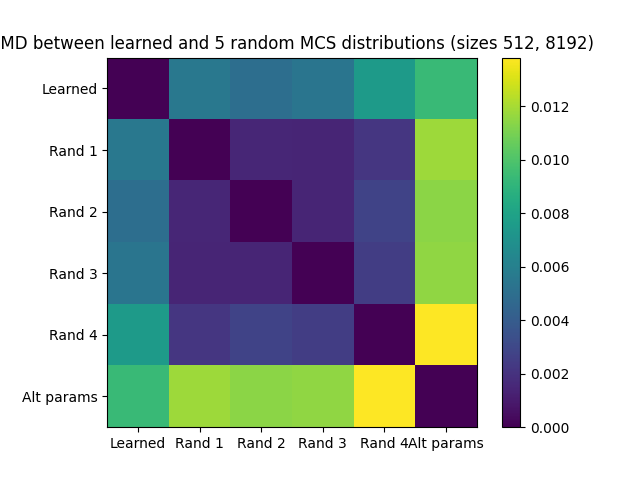 MD between learned and 5 random MCS distributions (sizes 512, 8192)
Learned
Rand 1
Rand 2
Rand 3
Rand 4
Alt params
Learned Rand 1 Rand 2 Rand 3 Rand 4 Alt params
0.012
0.010
0.008
0.006
0.004
0.002
0.000